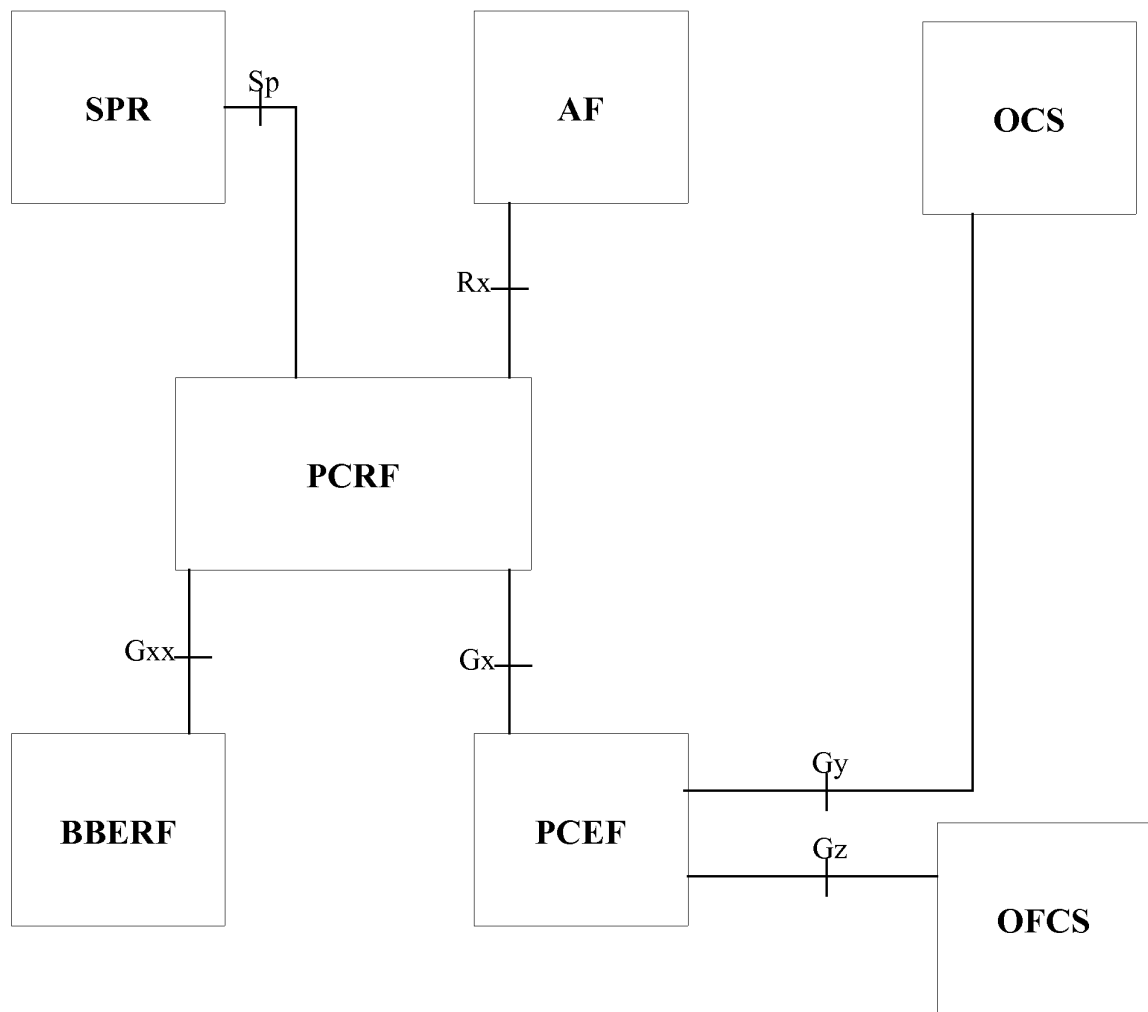 SPR
Sp
AF
OCS
Rx
PCRF
Gxx
Gx
BBERF
PCEF
Gy
Gz
OFCS